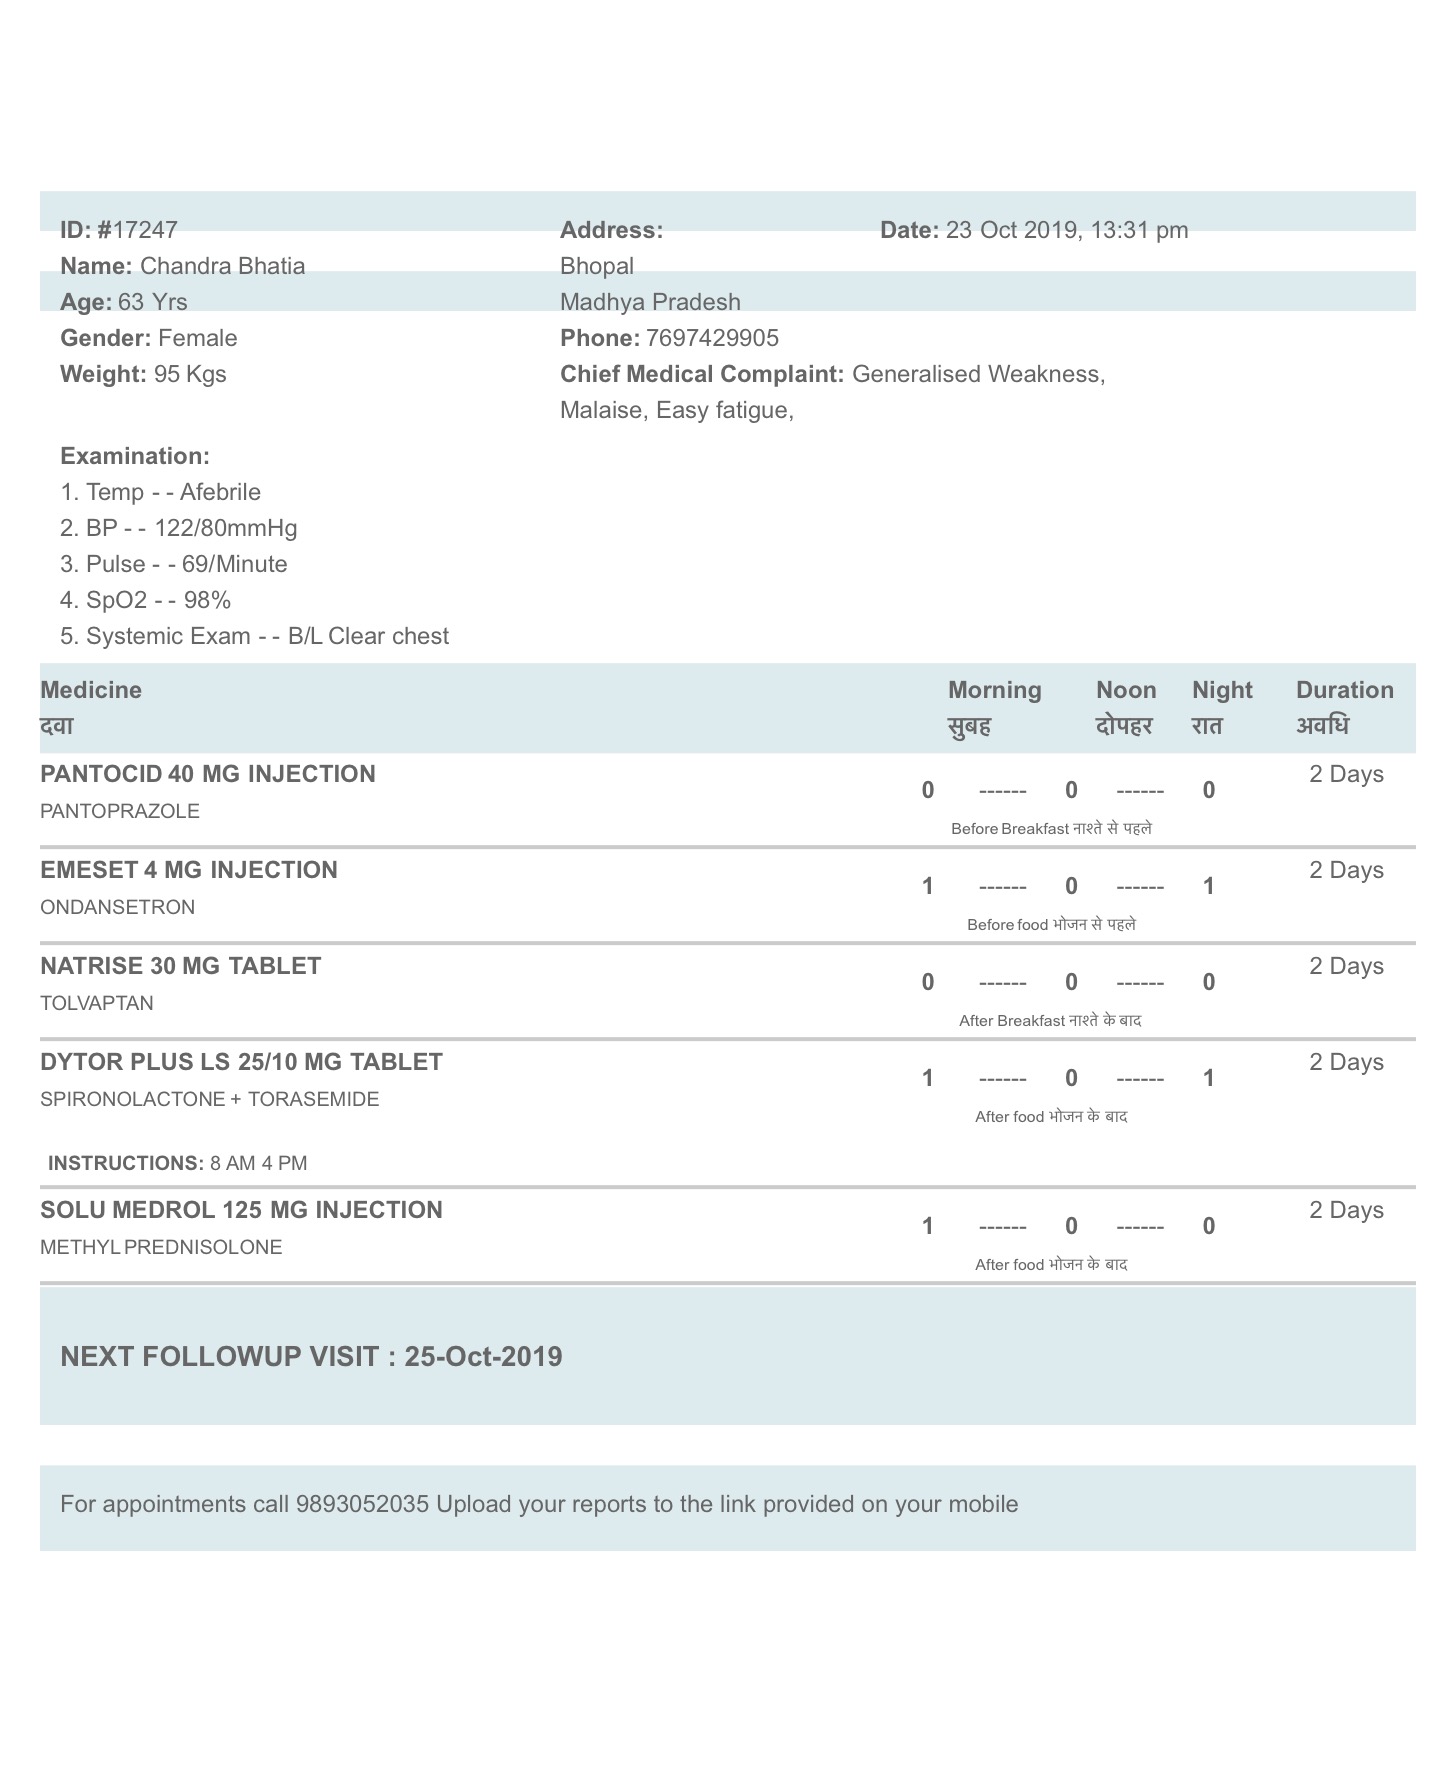 ID: #17247
Name: Chandra Bhatia
Age: 63 Yrs
Gender: Female
Weight: 95 Kgs
Address:
Bhopal
Madhya Pradesh
Phone: 7697429905
Chief Medical Complaint: Generalised Weakness,
Malaise, Easy fatigue,
Date: 23 Oct 2019, 13:31 pm
Examination:
1. Temp - - Afebrile
2. BP - - 122/80mmHg
3. Pulse - - 69/Minute
4. SpO2 - - 98%
5. Systemic Exam - - B/L Clear chest
Medicine Morning Noon Night Duration
दवा सुबह दोपहर रात अवधि
PANTOCID 40 MG INJECTION 2 Days
0 ------ 0 ------ 0
PANTOPRAZOLE
Before Breakfast नाश्ते से पहले
EMESET 4 MG INJECTION 2 Days
1 ------ 0 ------ 1
ONDANSETRON
Before food भोजन से पहले
NATRISE 30 MG TABLET 2 Days
0 ------ 0 ------ 0
TOLVAPTAN
After Breakfast नाश्ते के बाद
DYTOR PLUS LS 25/10 MG TABLET 2 Days
1 ------ 0 ------ 1
SPIRONOLACTONE + TORASEMIDE
After food भोजन के बाद
INSTRUCTIONS: 8 AM 4 PM
SOLU MEDROL 125 MG INJECTION 2 Days
1 ------ 0 ------ 0
METHYL PREDNISOLONE
After food भोजन के बाद
NEXT FOLLOWUP VISIT : 25-Oct-2019
For appointments call 9893052035 Upload your reports to the link provided on your mobile